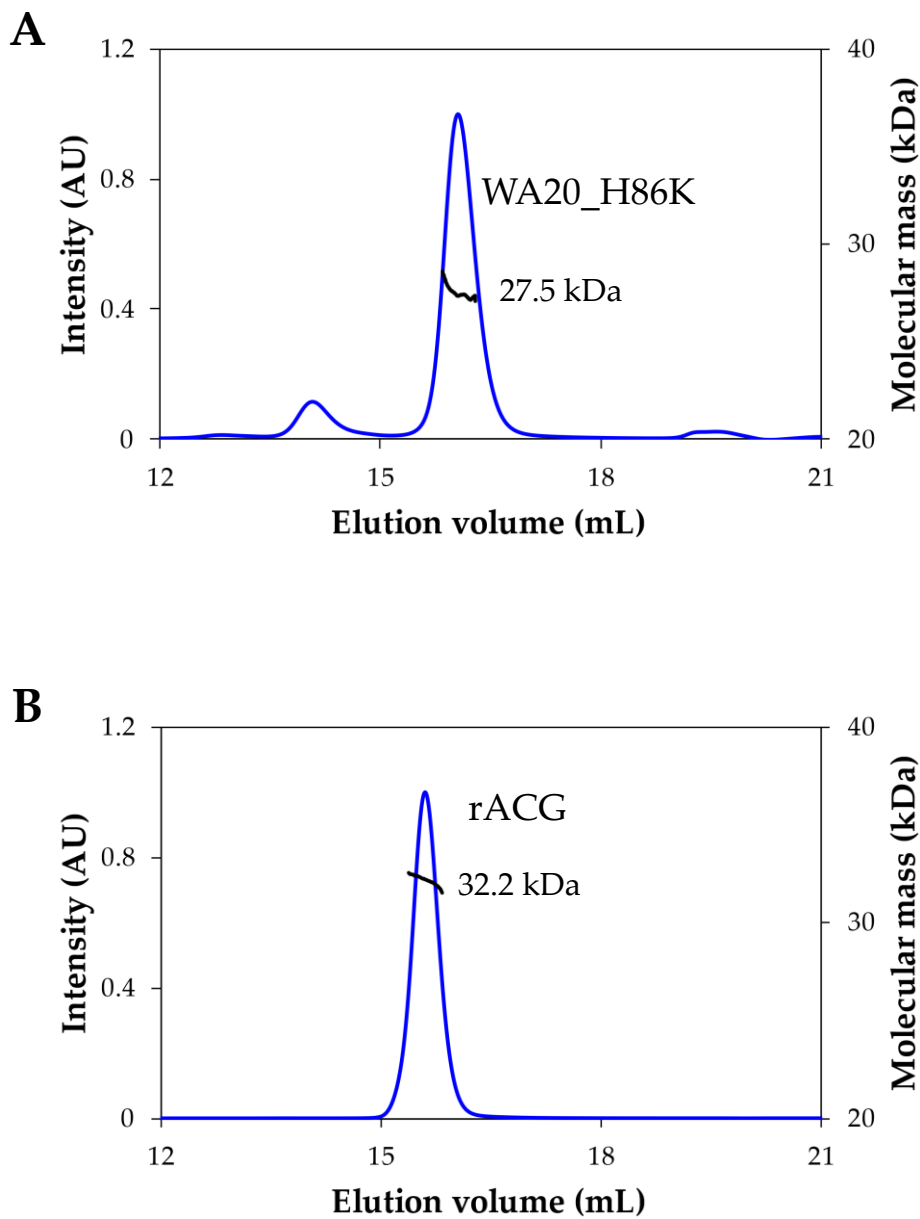 A
1.2
40
0.8
WA20_H86K
30
27.5 kDa
0.4
0
20
12
15
18
21
Intensity (AU)
Molecular mass (kDa)
Elution volume (mL)
B
1.2
40
rACG
0.8
32.2 kDa
30
0.4
0
20
12
15
18
21
Intensity (AU)
Molecular mass (kDa)
Elution volume (mL)